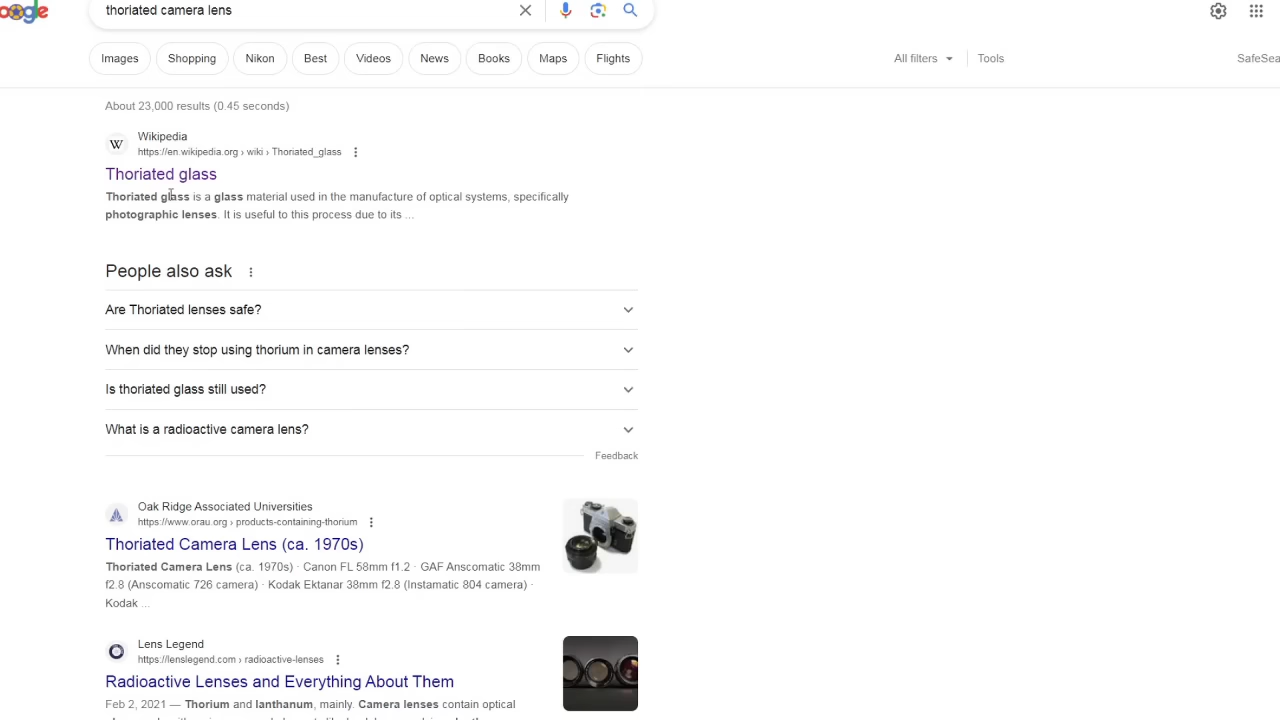 oogle
thoriated camera lens
Images Shopping Nikon Best Videos News Books Maps Flights All filters Tools SafeSea
About 23,000 results (0.45 seconds)
W
Wikipedia
https://en.wikipedia.org › wiki › Thoriated_glass
Thoriated glass
Thoriated glass is a glass material used in the manufacture of optical systems, specifically
photographic lenses. It is useful to this process due to its ...
People also ask
Are Thoriated lenses safe?
When did they stop using thorium in camera lenses?
Is thoriated glass still used?
What is a radioactive camera lens?
Feedback
Oak Ridge Associated Universities
https://www.orau.org › products-containing-thorium
Thoriated Camera Lens (ca. 1970s)
Thoriated Camera Lens (ca. 1970s) · Canon FL 58mm f1.2 · GAF Anscomatic 38mm
f2.8 (Anscomatic 726 camera) · Kodak Ektanar 38mm f2.8 (Instamatic 804 camera) ·
Kodak ...
Lens Legend
https://lenslegend.com › radioactive-lenses
Radioactive Lenses and Everything About Them
Feb 2, 2021 — Thorium and lanthanum, mainly. Camera lenses contain optical